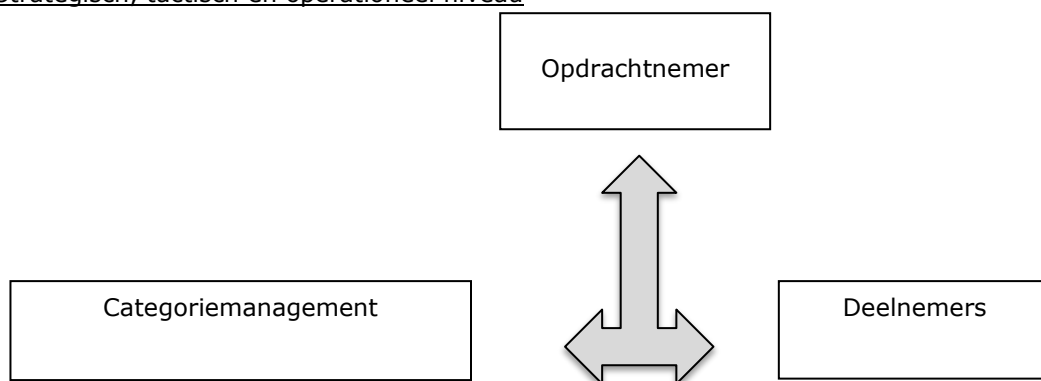 Strategisch, tactisch en operationeel niveau
Opdrachtnemer
Categoriemanagement
Deelnemers